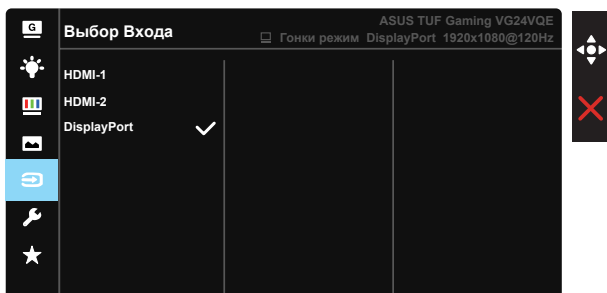 G
Выбор Входа
ASUS TUF Gaming VG24VQE
Гонки режим DisplayPort 1920x1080@120Hz
HDMI-1
HDMI-2
DisplayPort